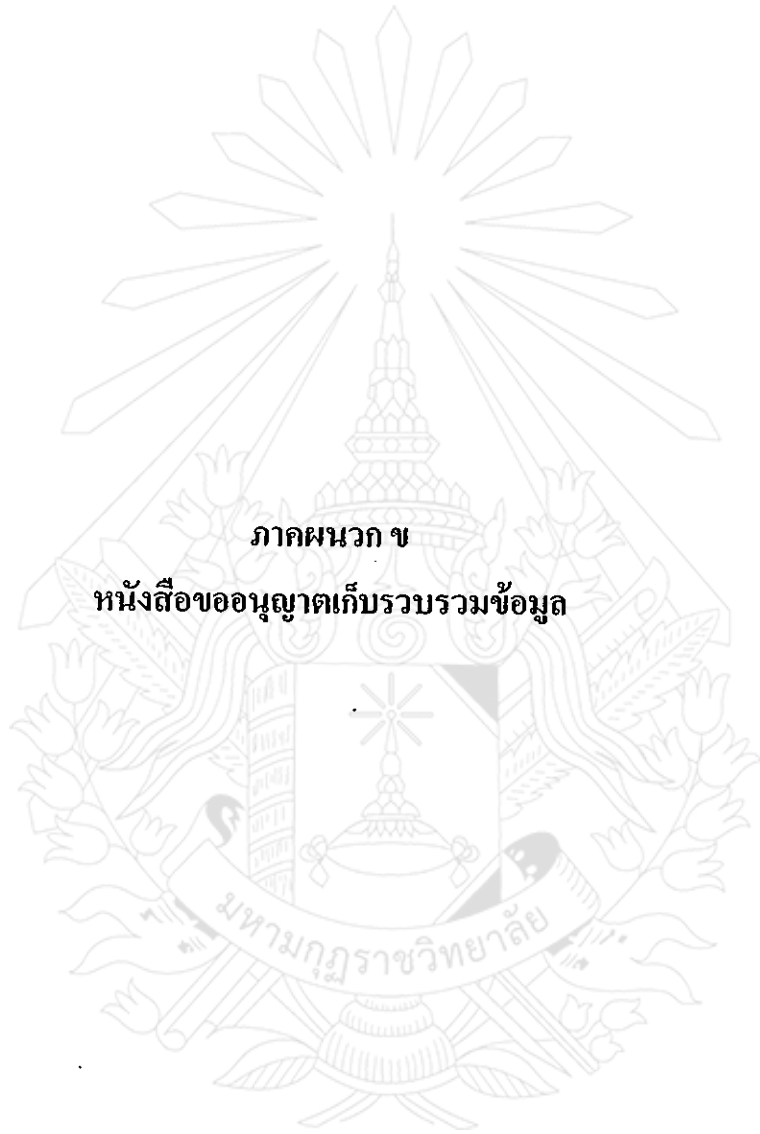 ภาคผนวก ข
หนังสือขออนุญาตเก็บรวบรวมข้อมูล
มหามกุฏราชวิทยาลัย